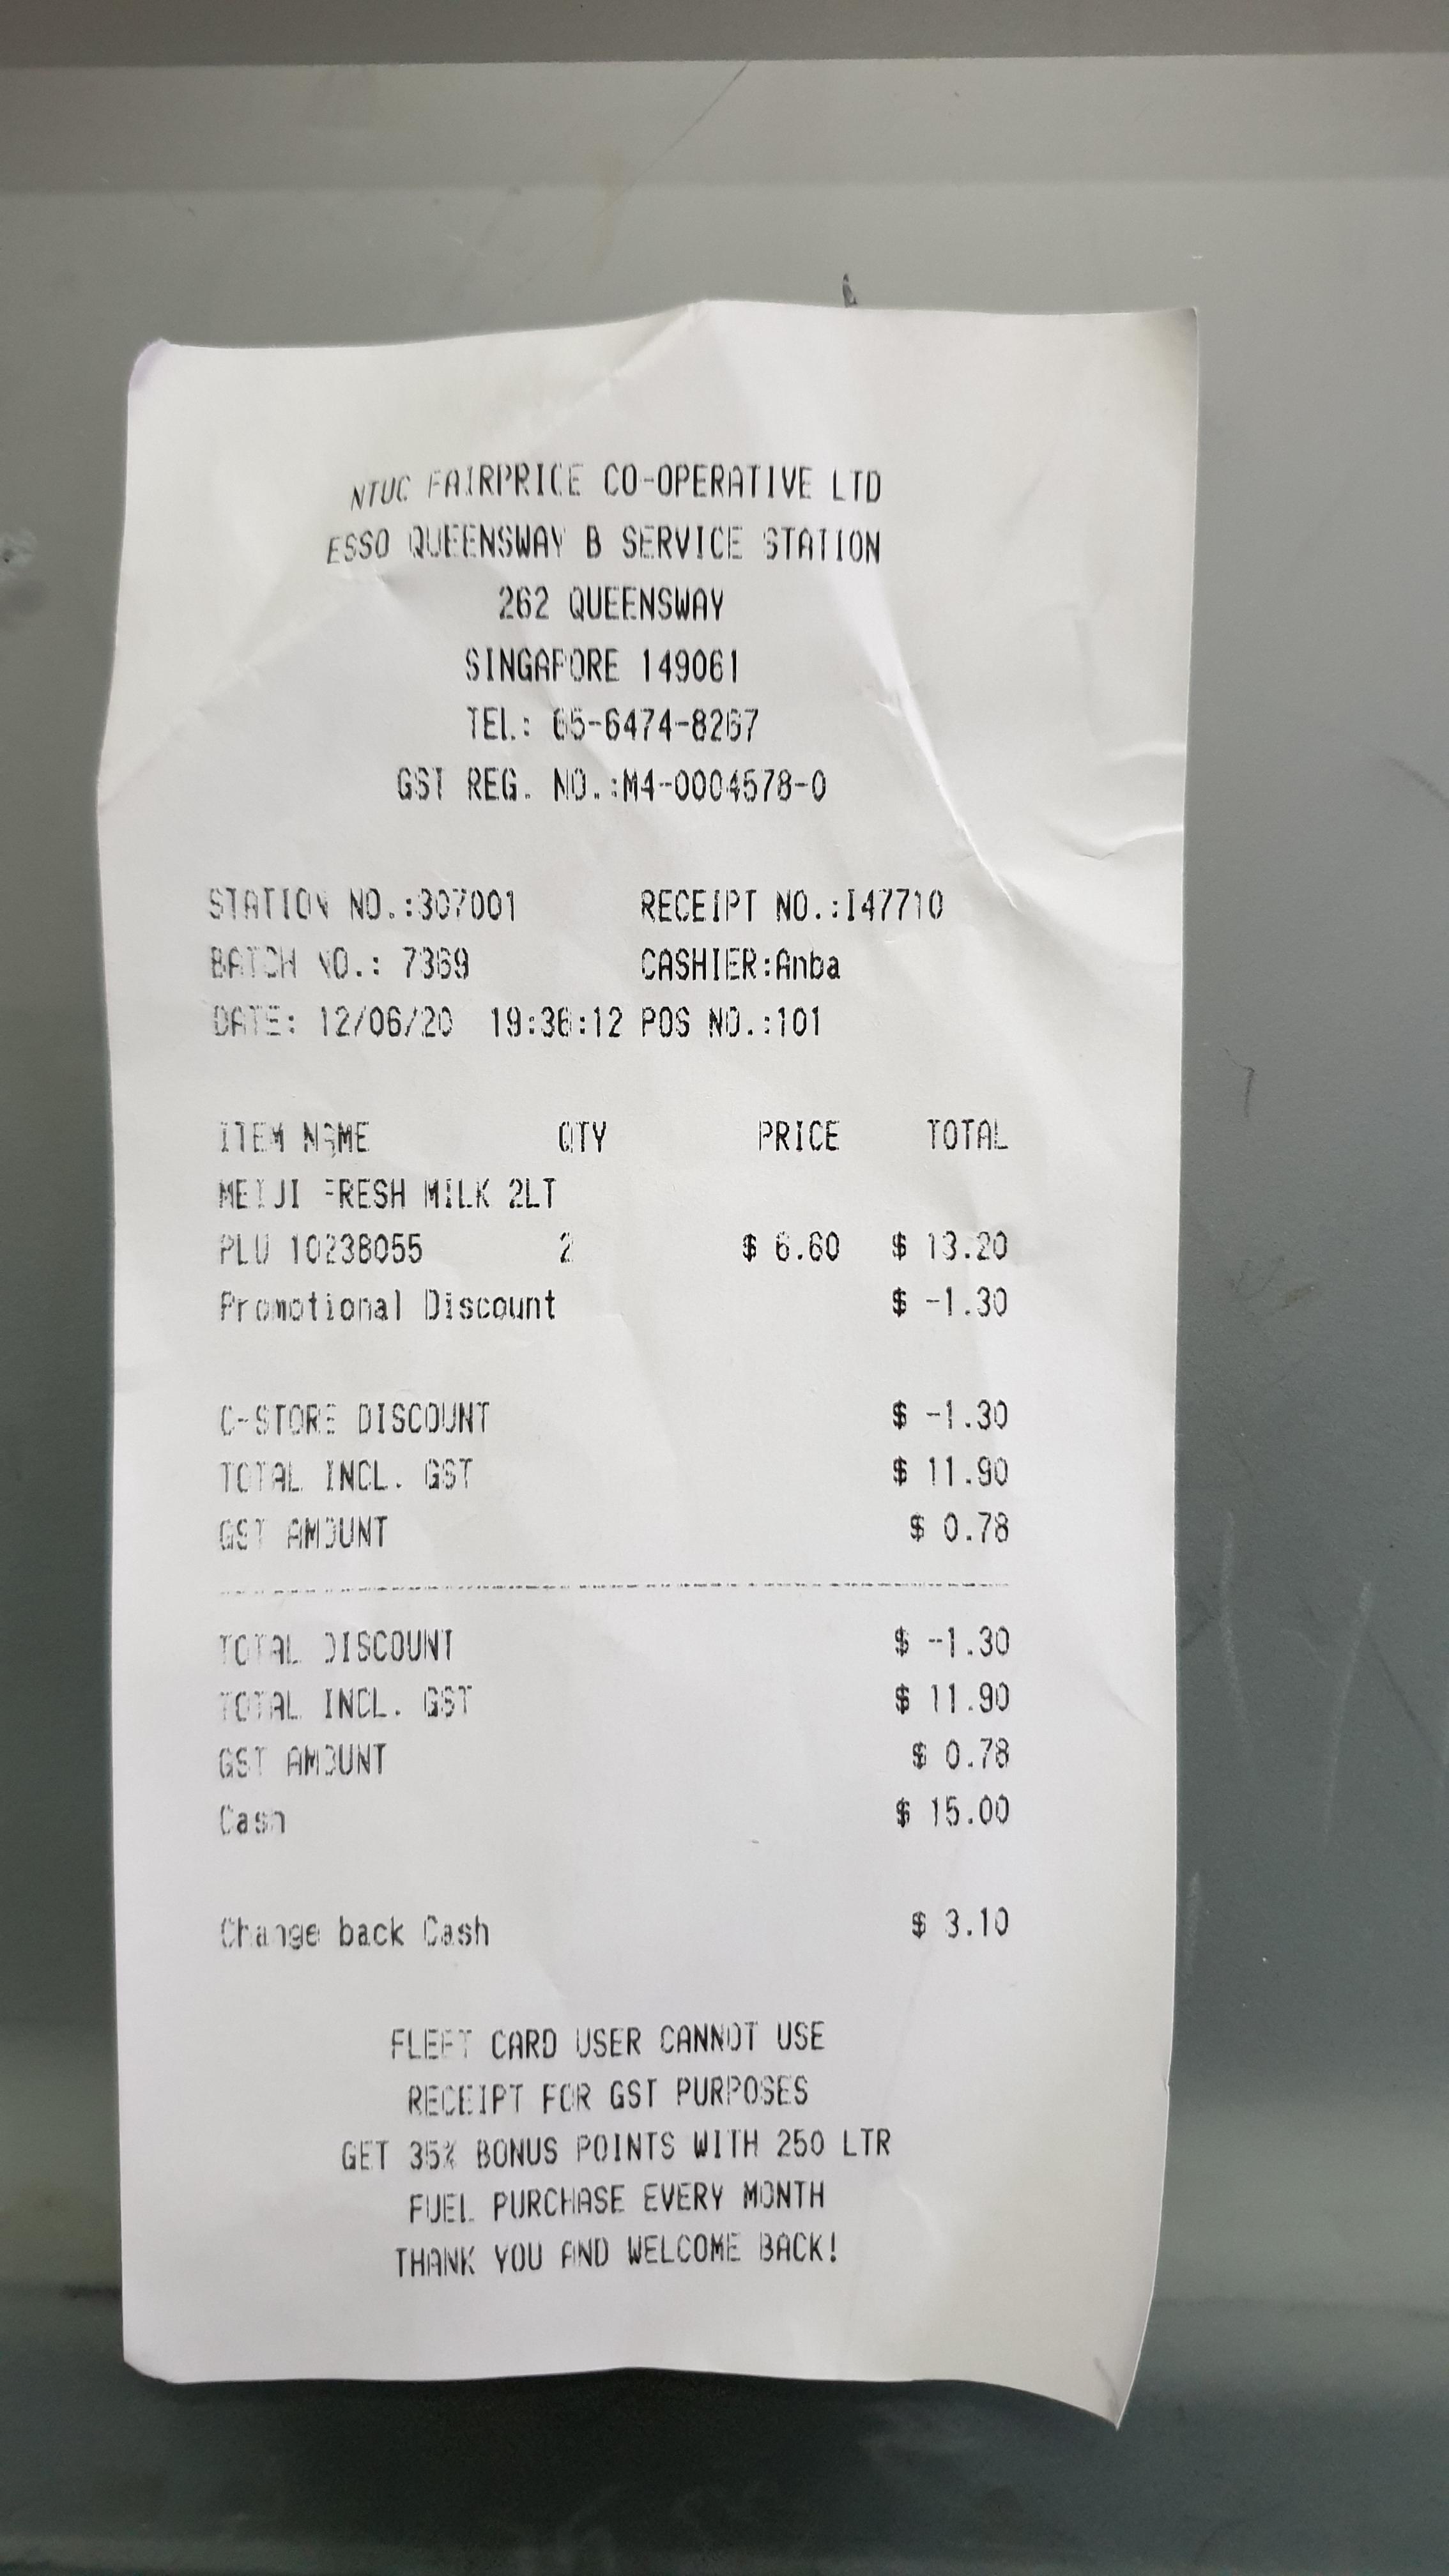 NTUC FAIRPRICE CO-OPERATIVE LTD
ESSO QUEENSWAY B SERVICE STATION
262 QUEENSWAY
SINGAPORE 149061
TEL: 65-6474-8267
GST REG. NO.:M4-0004578-0
STATION NO.:307001 RECEIPT NO.:I47710
BATCH NO.: 7369 CASHIER:Anba
DATE: 12/06/20 19:36:12 POS NO.:101
ITEM NAME QTY PRICE TOTAL
MEIJI FRESH MILK 2LT
PLU 10238055 2 $ 6.60 $ 13.20
Promotional Discount $ -1.30
C-STORE DISCOUNT $ -1.30
TOTAL INCL. GST $ 11.90
GST AMOUNT $ 0.78
TOTAL DISCOUNT $ -1.30
TOTAL INCL. GST $ 11.90
GST AMOUNT $ 0.78
Cash $ 15.00
Change back Cash $ 3.10
FLEET CARD USER CANNOT USE
RECEIPT FOR GST PURPOSES
GET 35% BONUS POINTS WITH 250 LTR
FUEL PURCHASE EVERY MONTH
THANK YOU AND WELCOME BACK!